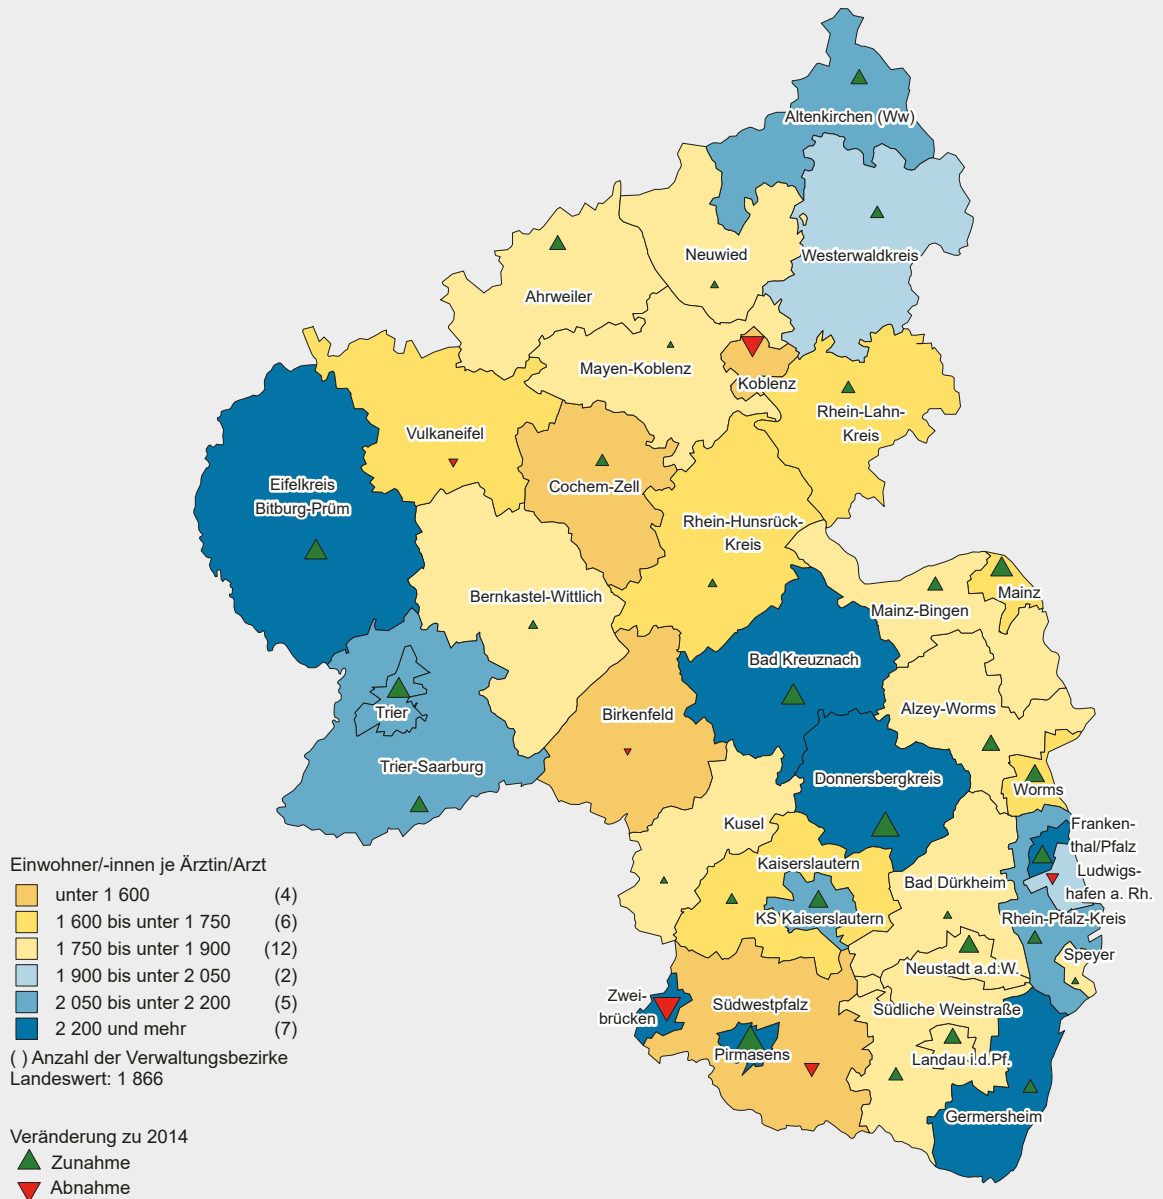 Altenkirchen (Ww)
Neuwied
Westerwaldkreis
Ahrweiler
Mayen-Koblenz
Koblenz
Rhein-Lahn-
Kreis
Vulkaneifel
Cochem-Zell
Eifelkreis
Bitburg-Prüm
Rhein-Hunsrück-
Kreis
Bernkastel-Wittlich
Mainz-Bingen
Mainz
Bad Kreuznach
Birkenfeld
Alzey-Worms
Trier
Trier-Saarburg
Donnersbergkreis
Worms
Kusel
Franken-
thal/Pfalz
Kaiserslautern
Ludwigs-
hafen a. Rh.
Bad Dürkheim
KS Kaiserslautern
Rhein-Pfalz-Kreis
Speyer
Neustadt a.d.W.
Zwei-
brücken
Südwestpfalz
Südliche Weinstraße
Pirmasens
Landau i.d.Pf.
Germersheim
Einwohner/-innen je Ärztin/Arzt
unter 1 600 (4)
1 600 bis unter 1 750 (6)
1 750 bis unter 1 900 (12)
1 900 bis unter 2 050 (2)
2 050 bis unter 2 200 (5)
2 200 und mehr (7)
( ) Anzahl der Verwaltungsbezirke
Landeswert: 1 866
Veränderung zu 2014
Zunahme
Abnahme